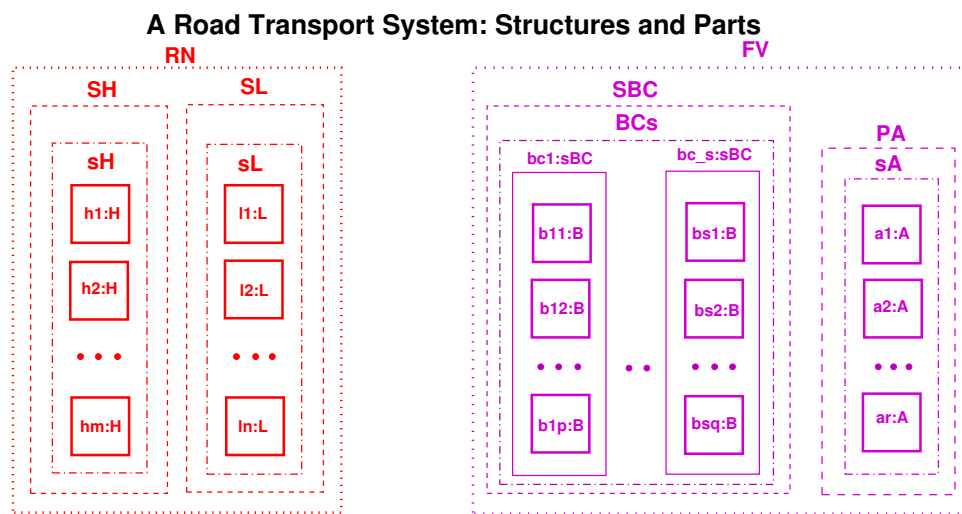 A Road Transport System: Structures and Parts
RN
FV
SH
SL
SBC
BCs
PA
sH
sL
bc1:sBC
bc_s:sBC
sA
h1:H
l1:L
b11:B
bs1:B
a1:A
h2:H
l2:L
b12:B
bs2:B
a2:A
• • •
• • •
• • •
• •
• • •
• • •
hm:H
ln:L
b1p:B
bsq:B
ar:A